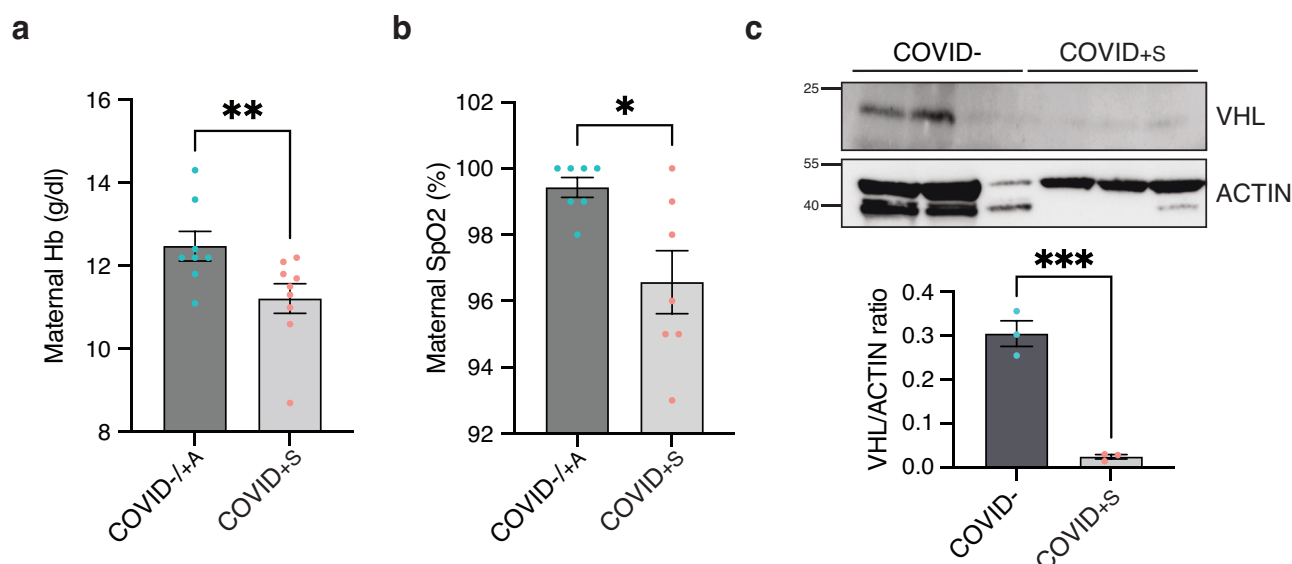 a
Maternal Hb (g/dl)
16
14
12
10
8
**
COVID-/+A
COVID+S
b
Maternal SpO2 (%)
102
100
98
96
94
92
*
COVID-/+A
COVID+S
c
COVID-
COVID+S
25
VHL
55
40
ACTIN
VHL/ACTIN ratio
0.4
0.3
0.2
0.1
0.0
***
COVID-
COVID+S